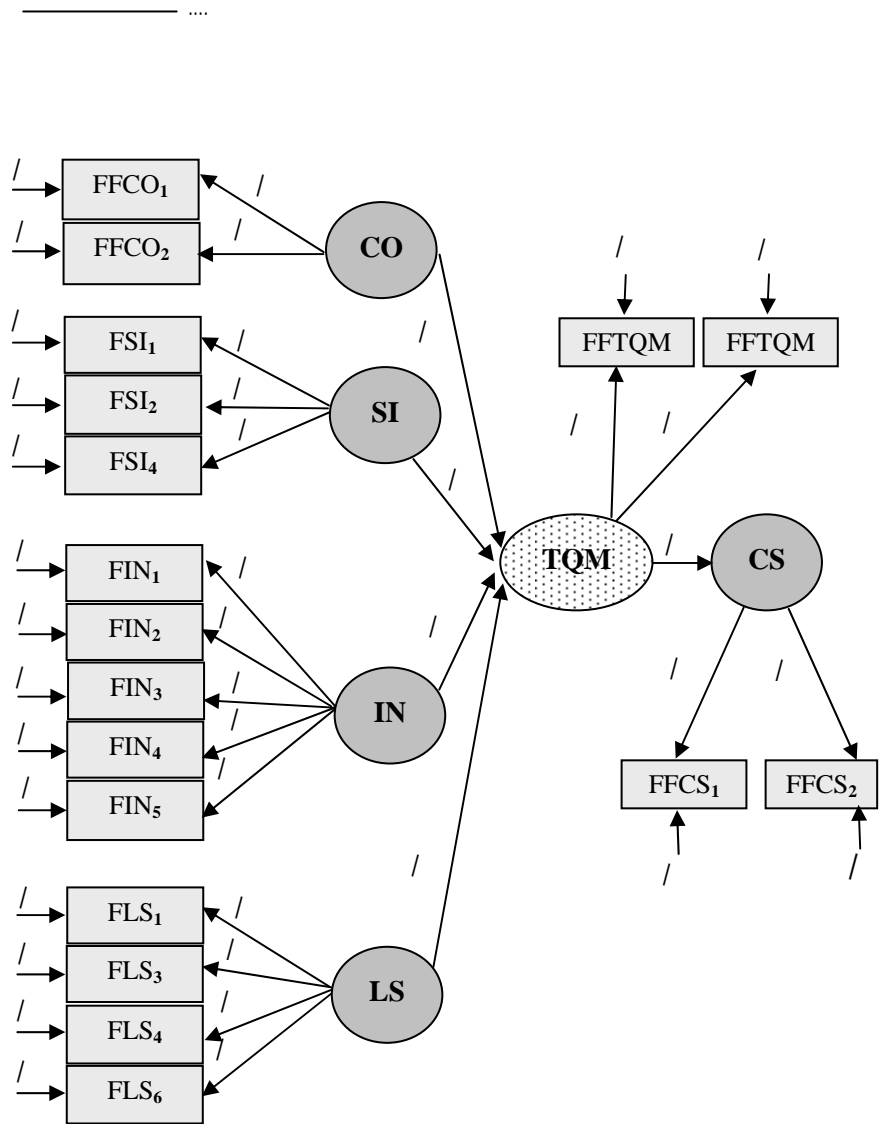 ....
/
FFCO₁
/
/
FFCO₂
/
CO
/
FSI₁
/
/
FSI₂
/
/
FSI₄
/
SI
/
/
/
/
FFTQM
FFTQM
/
/
/
FIN₁
/
/
FIN₂
/
/
FIN₃
/
/
FIN₄
/
/
FIN₅
/
IN
/
TQM
/
CS
/
/
FFCS₁
FFCS₂
/
/
/
FLS₁
/
/
FLS₃
/
/
FLS₄
/
/
FLS₆
/
LS
/